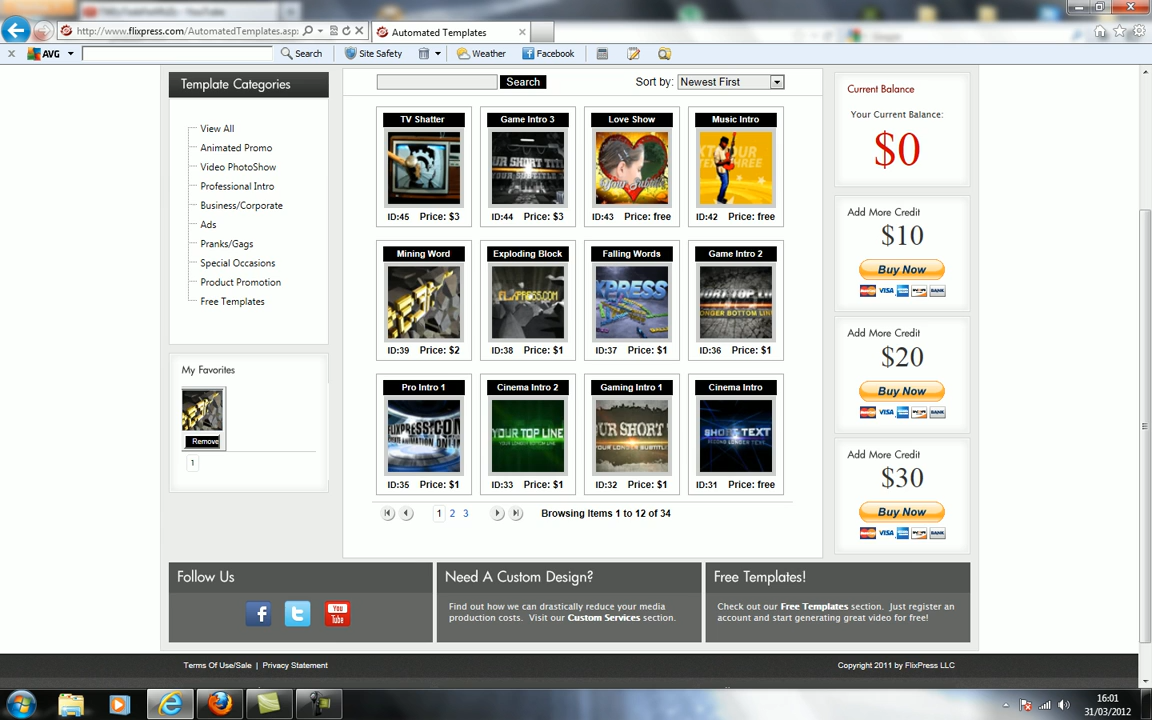 http://www.flixpress.com/AutomatedTemplates.asp
Automated Templates
AVG
Search
Site Safety
Weather
Facebook
Template Categories
View All
Animated Promo
Video PhotoShow
Professional Intro
Business/Corporate
Ads
Pranks/Gags
Special Occasions
Product Promotion
Free Templates
My Favorites
Remove
1
Search
Sort by: Newest First
TV Shatter
Game Intro 3
Love Show
Music Intro
ID:45 Price: $3
ID:44 Price: $3
ID:43 Price: free
ID:42 Price: free
Mining Word
Exploding Block
Falling Words
Game Intro 2
ID:39 Price: $2
ID:38 Price: $1
ID:37 Price: $1
ID:36 Price: $1
Pro Intro 1
Cinema Intro 2
Gaming Intro 1
Cinema Intro
YOUR TOP LINE
ID:35 Price: $1
ID:33 Price: $1
ID:32 Price: $1
ID:31 Price: free
1 2 3
Browsing Items 1 to 12 of 34
Current Balance
Your Current Balance:
$0
Add More Credit
$10
Buy Now
Add More Credit
$20
Buy Now
Add More Credit
$30
Buy Now
Follow Us
You Tube
Need A Custom Design?
Find out how we can drastically reduce your media
production costs. Visit our Custom Services section.
Free Templates!
Check out our Free Templates section. Just register an
account and start generating great video for free!
Terms Of Use/Sale | Privacy Statement
Copyright 2011 by FlixPress LLC
16:01
31/03/2012